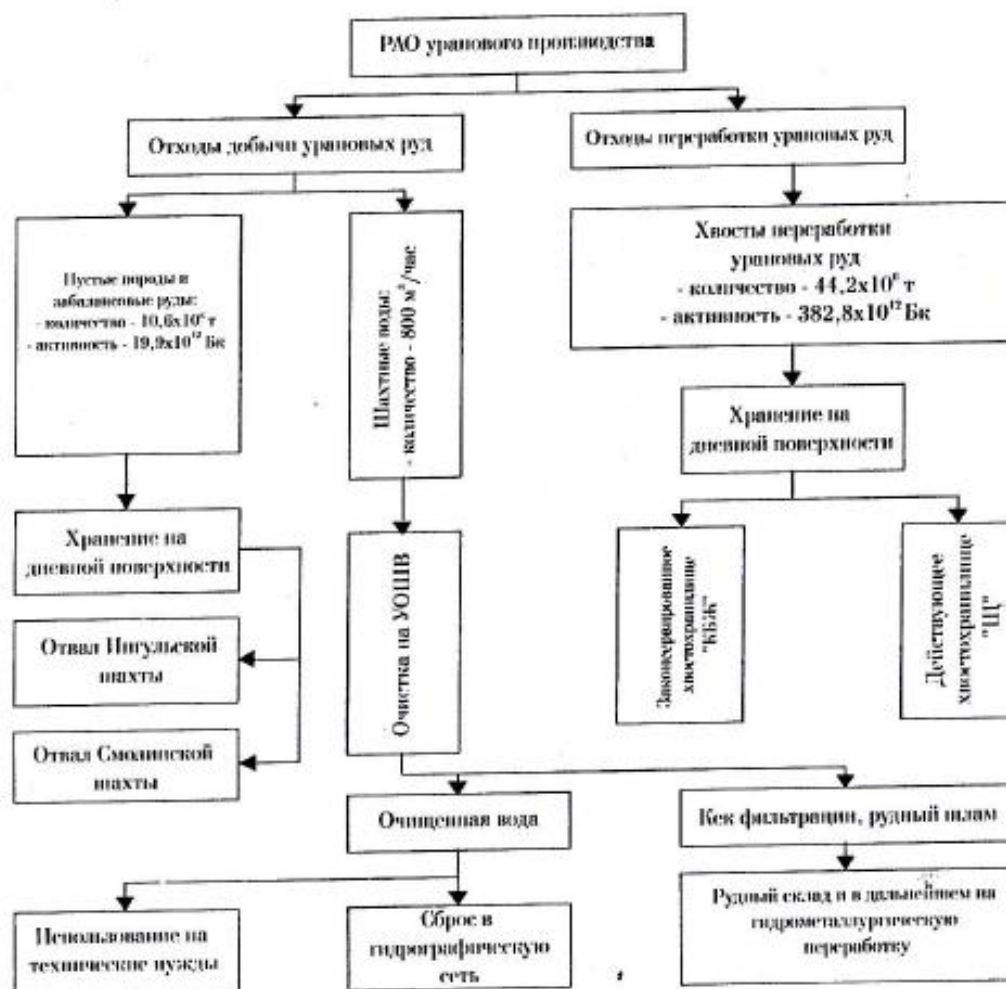 РАО уранового производства
Отходы добычи урановых руд
Отходы переработки урановых руд
Пустые породы и
забалансовые руды:
- количество - 10,6х10⁶ т
- активность - 19,9х10¹² Бк
Шахтные воды:
- количество - 800 м³/час
Хвосты переработки
урановых руд
- количество - 44,2х10⁶ т
- активность - 382,8х10¹² Бк
Хранение на
дневной поверхности
Хранение на
дневной поверхности
Отвал Ингульской
шахты
Отвал Смолинской
шахты
Очистка на УОШВ
Законсервированное
хвостохранилище
"КБЖ"
Действующее
хвостохранилище
"Щ"
Очищенная вода
Кек фильтрации, рудный шлам
Использование на
технические нужды
Сброс в
гидрографическую
сеть
Рудный склад и в дальнейшем на
гидрометаллургическую
переработку